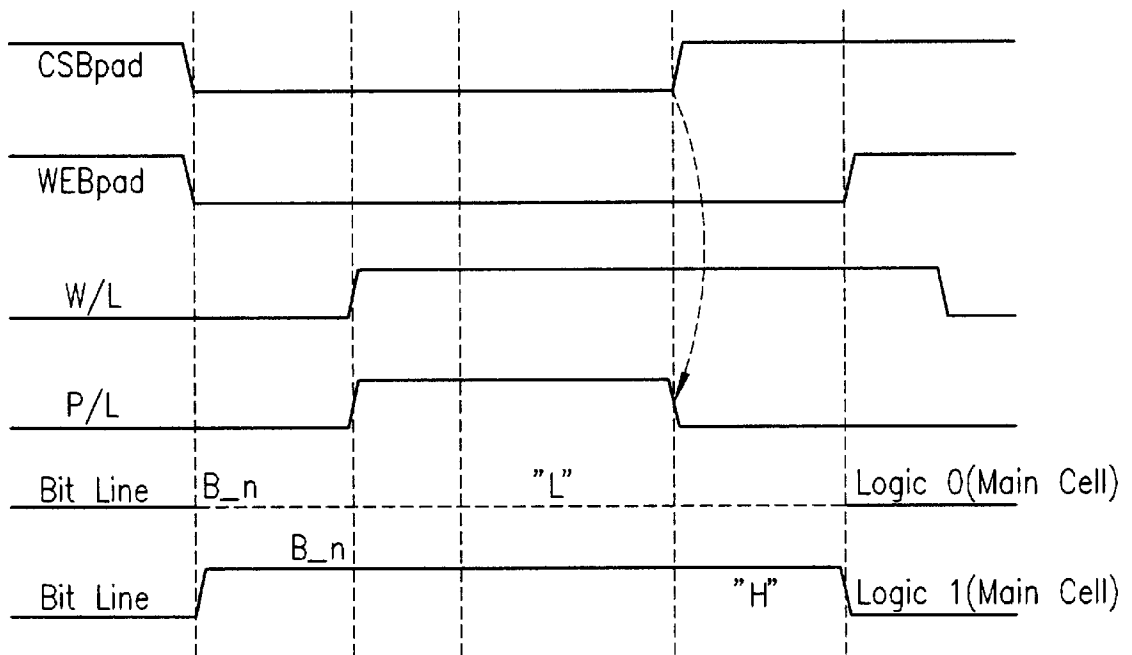 CSBpad
WEBpad
W/L
P/L
Bit Line B_n "L" Logic 0(Main Cell)
B_n
Bit Line "H" Logic 1(Main Cell)